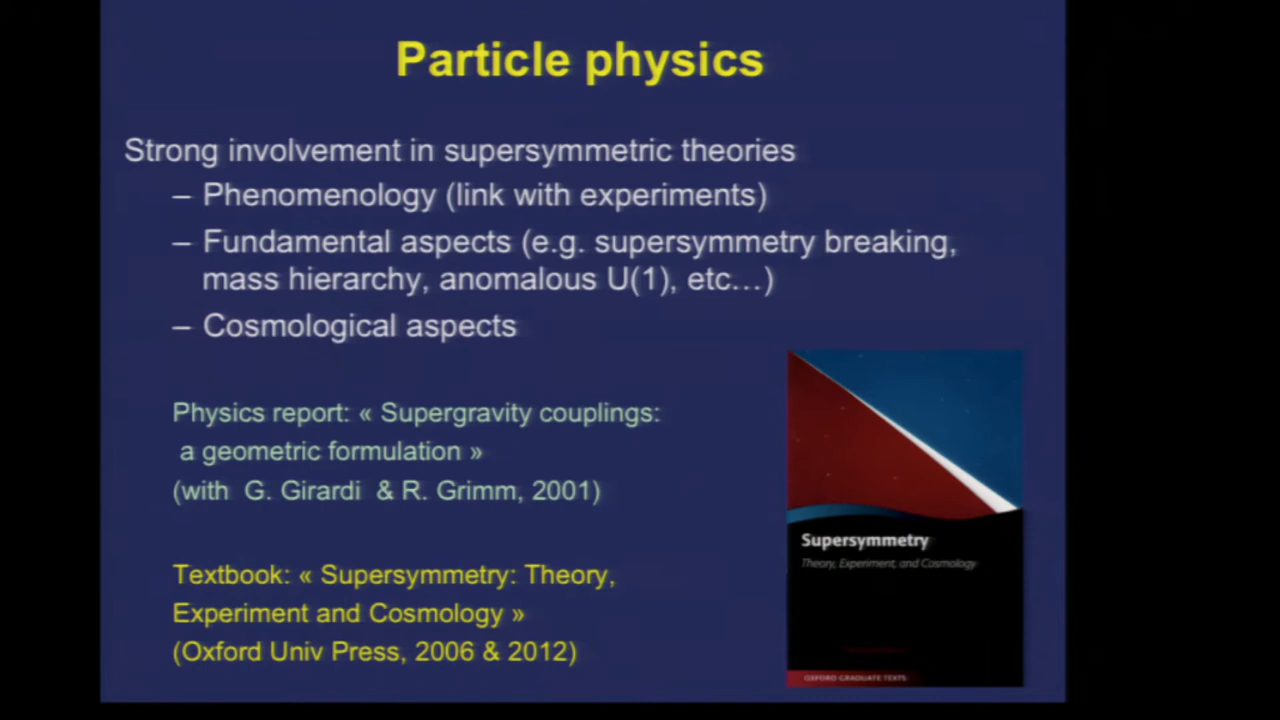 Particle physics
Strong involvement in supersymmetric theories
– Phenomenology (link with experiments)
– Fundamental aspects (e.g. supersymmetry breaking,
mass hierarchy, anomalous U(1), etc…)
– Cosmological aspects
Physics report: « Supergravity couplings:
a geometric formulation »
(with G. Girardi & R. Grimm, 2001)
Textbook: « Supersymmetry: Theory,
Experiment and Cosmology »
(Oxford Univ Press, 2006 & 2012)
Supersymmetry
Theory, Experiment, and Cosmology
OXFORD GRADUATE TEXTS